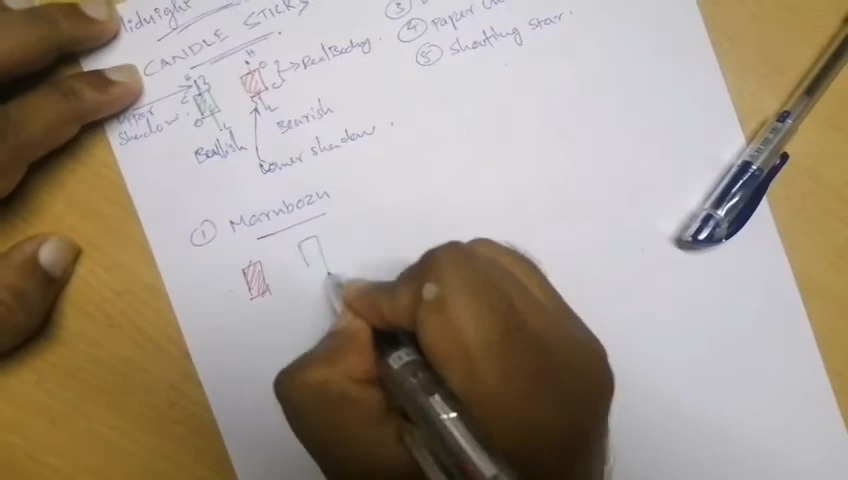 Midnight
CANDLE STICKS
③
④ Paper
⑤ Shooting Star.
H
O
Real Body.
C
L
C
O
L
Upper
Shadow.
Bearish
Bullish
Lower shadow.
① Marubozu